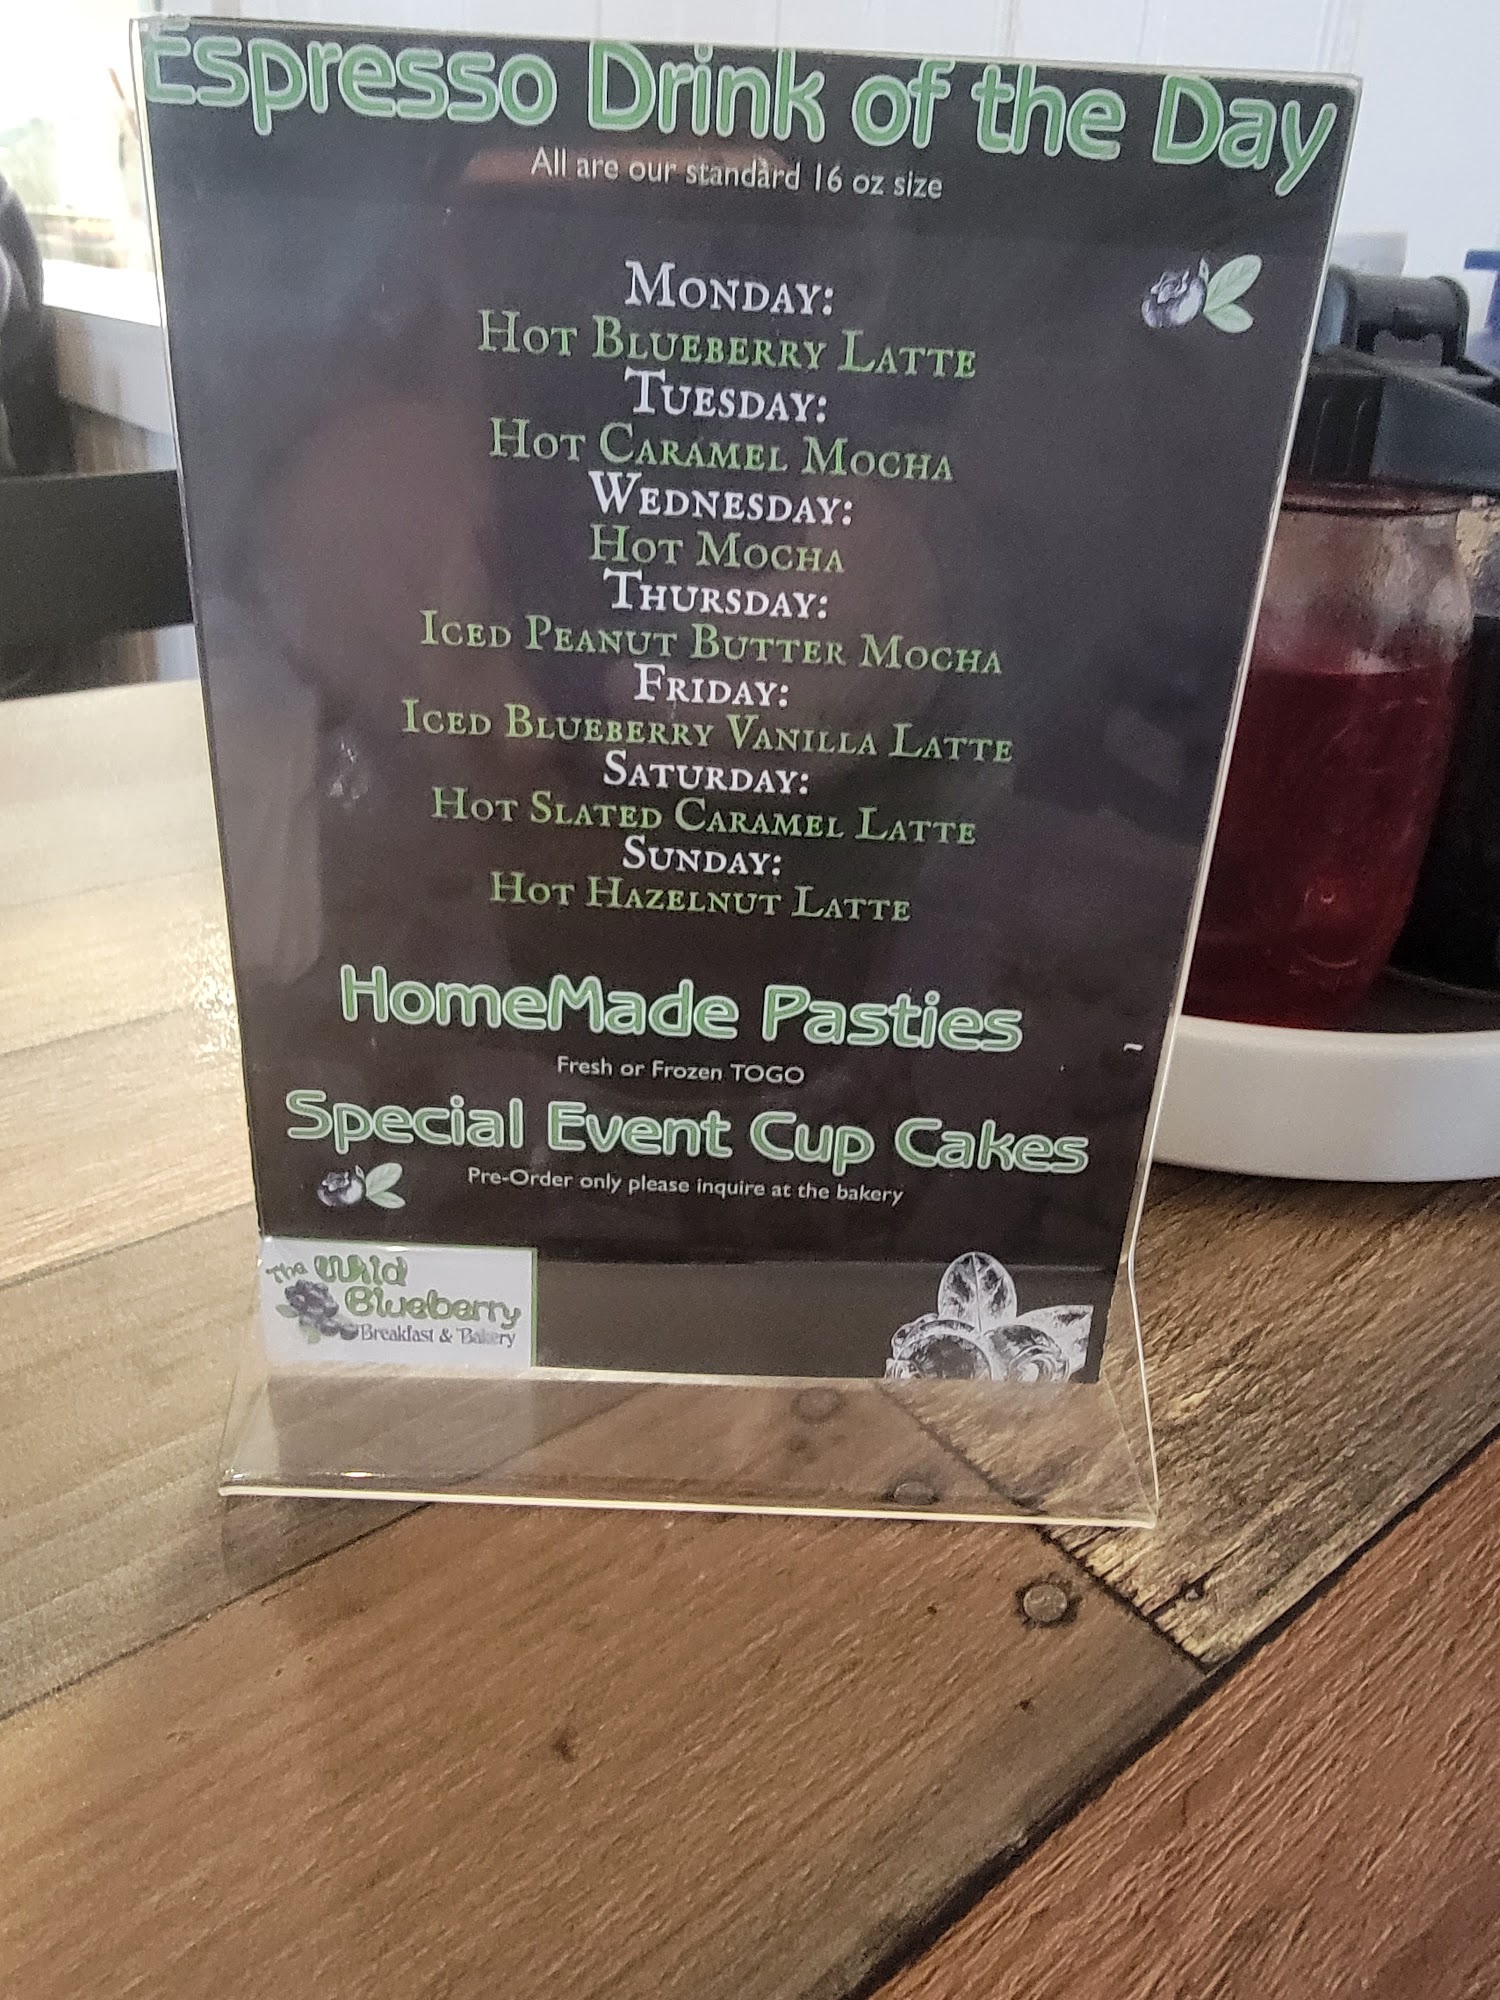 Espresso Drink of the Day
All are our standard 16 oz size
Monday:
Hot Blueberry Latte
Tuesday:
Hot Caramel Mocha
Wednesday:
Hot Mocha
Thursday:
Iced Peanut Butter Mocha
Friday:
Iced Blueberry Vanilla Latte
Saturday:
Hot Slated Caramel Latte
Sunday:
Hot Hazelnut Latte
HomeMade Pasties
~
Fresh or Frozen TOGO
Special Event Cup Cakes
Pre-Order only please inquire at the bakery
The Wild
Blueberry
Breakfast & Bakery